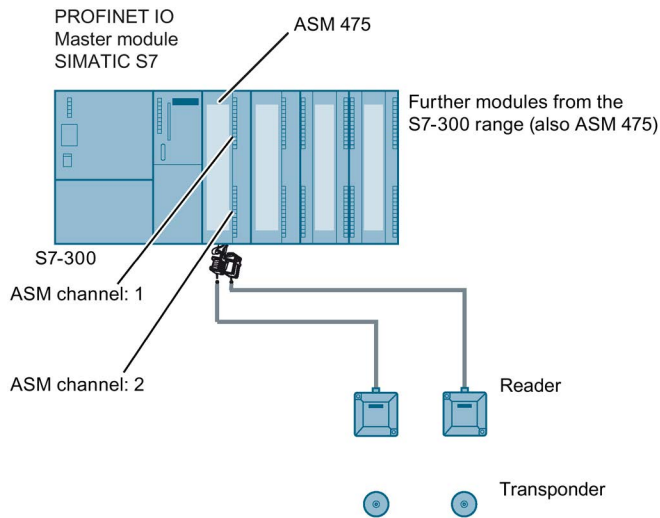 PROFINET IO
Master module
SIMATIC S7
ASM 475
Further modules from the
S7-300 range (also ASM 475)
S7-300
ASM channel: 1
ASM channel: 2
Reader
Transponder